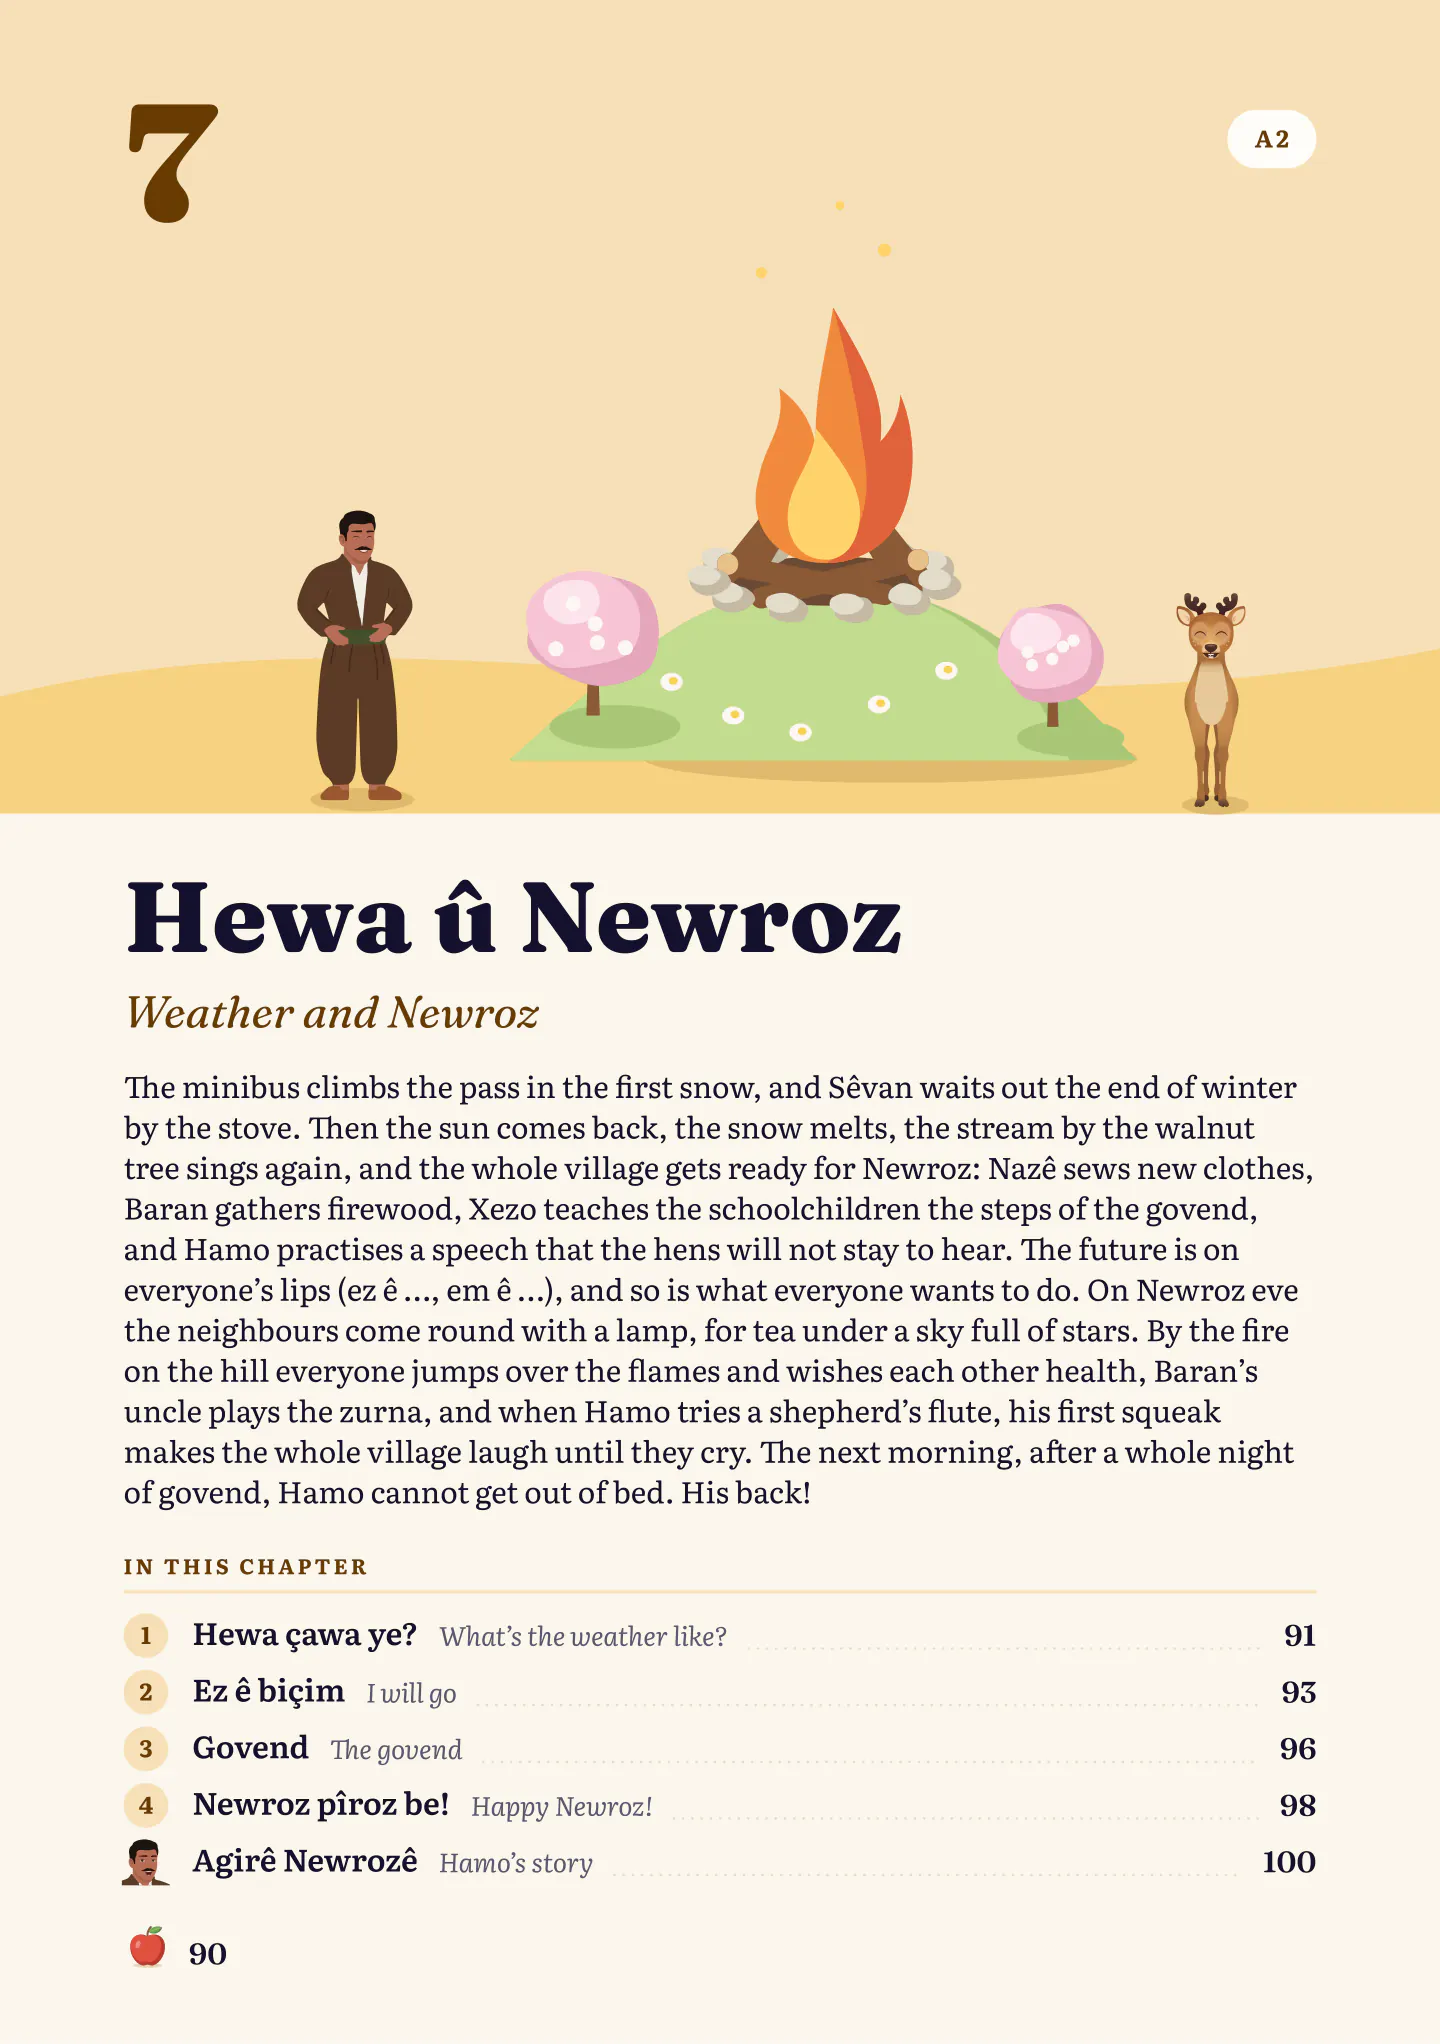 7
A2
Hewa û Newroz
Weather and Newroz
The minibus climbs the pass in the first snow, and Sêvan waits out the end of winter
by the stove. Then the sun comes back, the snow melts, the stream by the walnut
tree sings again, and the whole village gets ready for Newroz: Nazê sews new clothes,
Baran gathers firewood, Xezo teaches the schoolchildren the steps of the govend,
and Hamo practises a speech that the hens will not stay to hear. The future is on
everyone’s lips (ez ê …, em ê …), and so is what everyone wants to do. On Newroz eve
the neighbours come round with a lamp, for tea under a sky full of stars. By the fire
on the hill everyone jumps over the flames and wishes each other health, Baran’s
uncle plays the zurna, and when Hamo tries a shepherd’s flute, his first squeak
makes the whole village laugh until they cry. The next morning, after a whole night
of govend, Hamo cannot get out of bed. His back!
IN THIS CHAPTER
1 Hewa çawa ye? What’s the weather like? 91
2 Ez ê biçim I will go 93
3 Govend The govend 96
4 Newroz pîroz be! Happy Newroz! 98
Agirê Newrozê Hamo’s story 100
90